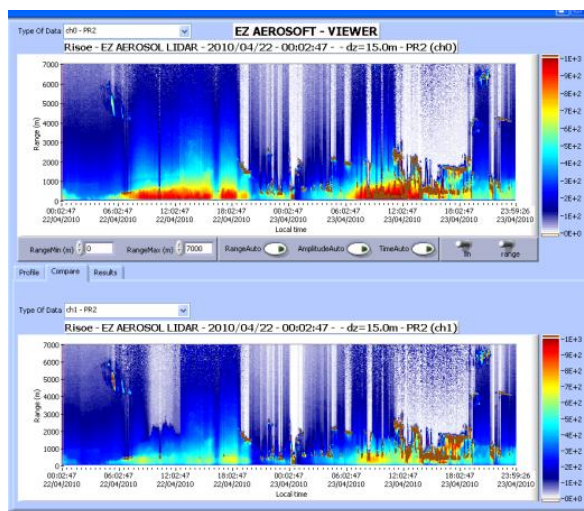 EZ AEROSOFT - VIEWER
Type Of Data ch0 - PR2
Risoe - EZ AEROSOL LIDAR - 2010/04/22 - 00:02:47 - - dz=15.0m - PR2 (ch0)
Range (m)
7000
6000
5000
4000
3000
2000
1000
0
1E+3
9E+2
8E+2
7E+2
6E+2
5E+2
4E+2
3E+2
2E+2
1E+2
0E+0
00:02:47 06:02:47 12:02:47 18:02:47 00:02:47 06:02:47 12:02:47 18:02:47 23:59:26
22/04/2010 22/04/2010 22/04/2010 22/04/2010 23/04/2010 23/04/2010 23/04/2010 23/04/2010 23/04/2010
Local time
RangeMin (m) 0 RangeMax (m) 7000 RangeAuto AmplitudeAuto TimeAuto range
Profile Compare Results
Type Of Data ch1 - PR2
Risoe - EZ AEROSOL LIDAR - 2010/04/22 - 00:02:47 - - dz=15.0m - PR2 (ch1)
Range (m)
7000
6000
5000
4000
3000
2000
1000
0
1E+3
9E+2
8E+2
7E+2
6E+2
5E+2
4E+2
3E+2
2E+2
1E+2
0E+0
00:02:47 06:02:47 12:02:47 18:02:47 00:02:47 06:02:47 12:02:47 18:02:47 23:59:26
22/04/2010 22/04/2010 22/04/2010 22/04/2010 23/04/2010 23/04/2010 23/04/2010 23/04/2010 23/04/2010
Local time